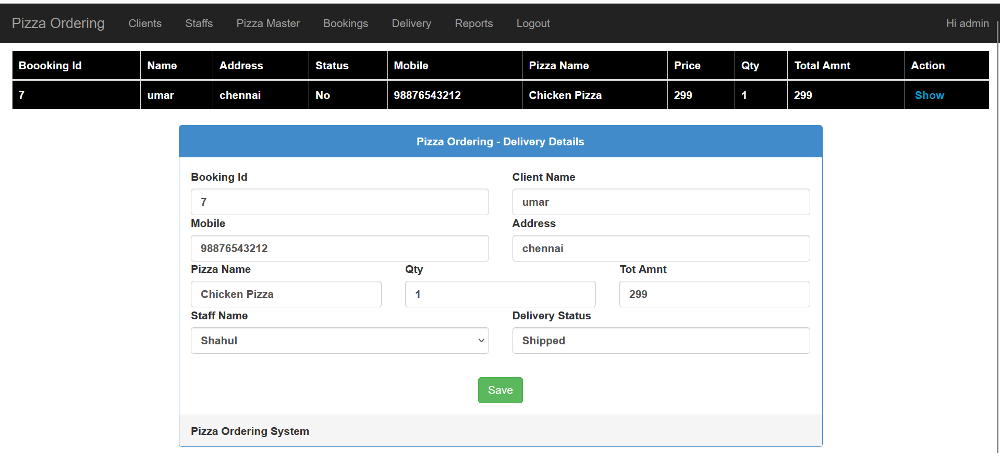 Pizza Ordering Clients Staffs Pizza Master Bookings Delivery Reports Logout Hi admin
Boooking Id Name Address Status Mobile Pizza Name Price Qty Total Amnt Action
7 umar chennai No 98876543212 Chicken Pizza 299 1 299 Show
Pizza Ordering - Delivery Details
Booking Id Client Name
7 umar
Mobile Address
98876543212 chennai
Pizza Name Qty Tot Amnt
Chicken Pizza 1 299
Staff Name Delivery Status
Shahul Shipped
Save
Pizza Ordering System